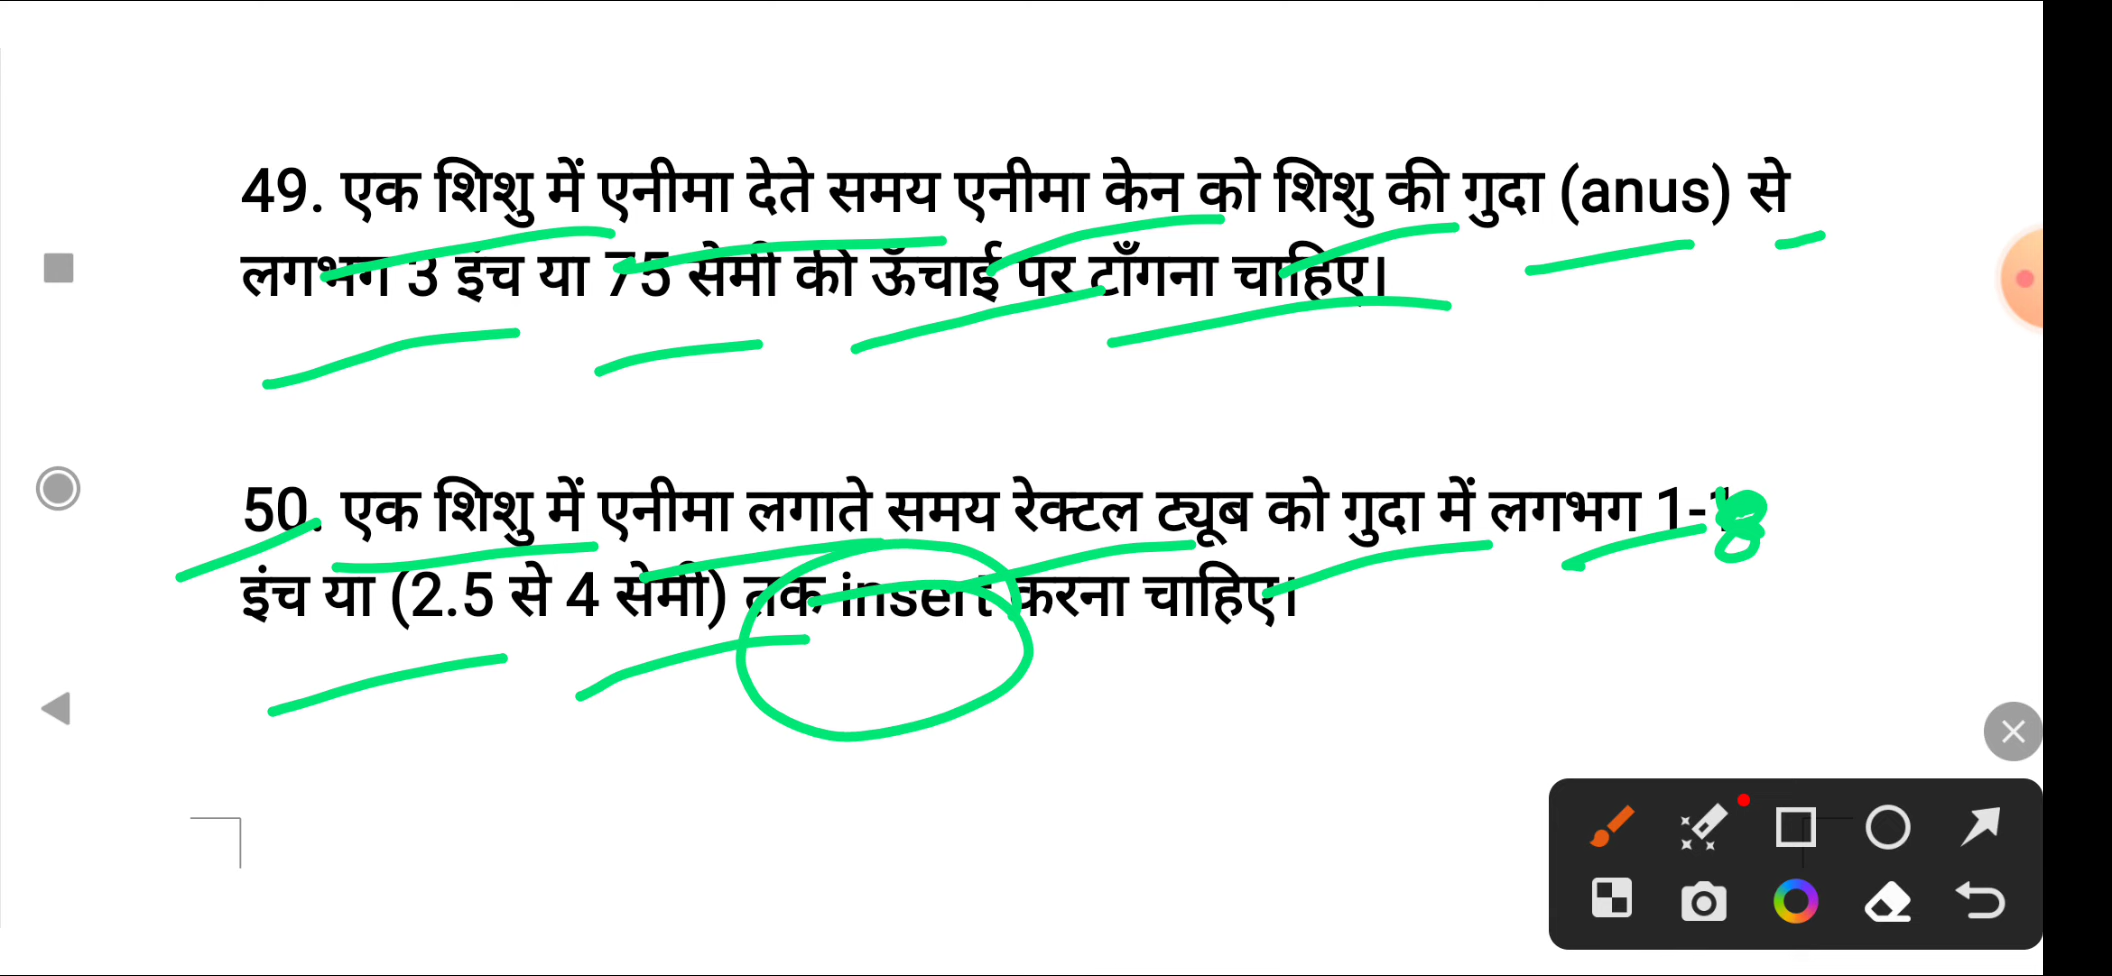 49. एक शिशु में एनीमा देते समय एनीमा केन को शिशु की गुदा (anus) से
लगभग 3 इंच या 75 सेमी की ऊँचाई पर टाँगना चाहिए।
50. एक शिशु में एनीमा लगाते समय रेक्टल ट्यूब को गुदा में लगभग 1-
इंच या (2.5 से 4 सेमी) तक insert करना चाहिए।